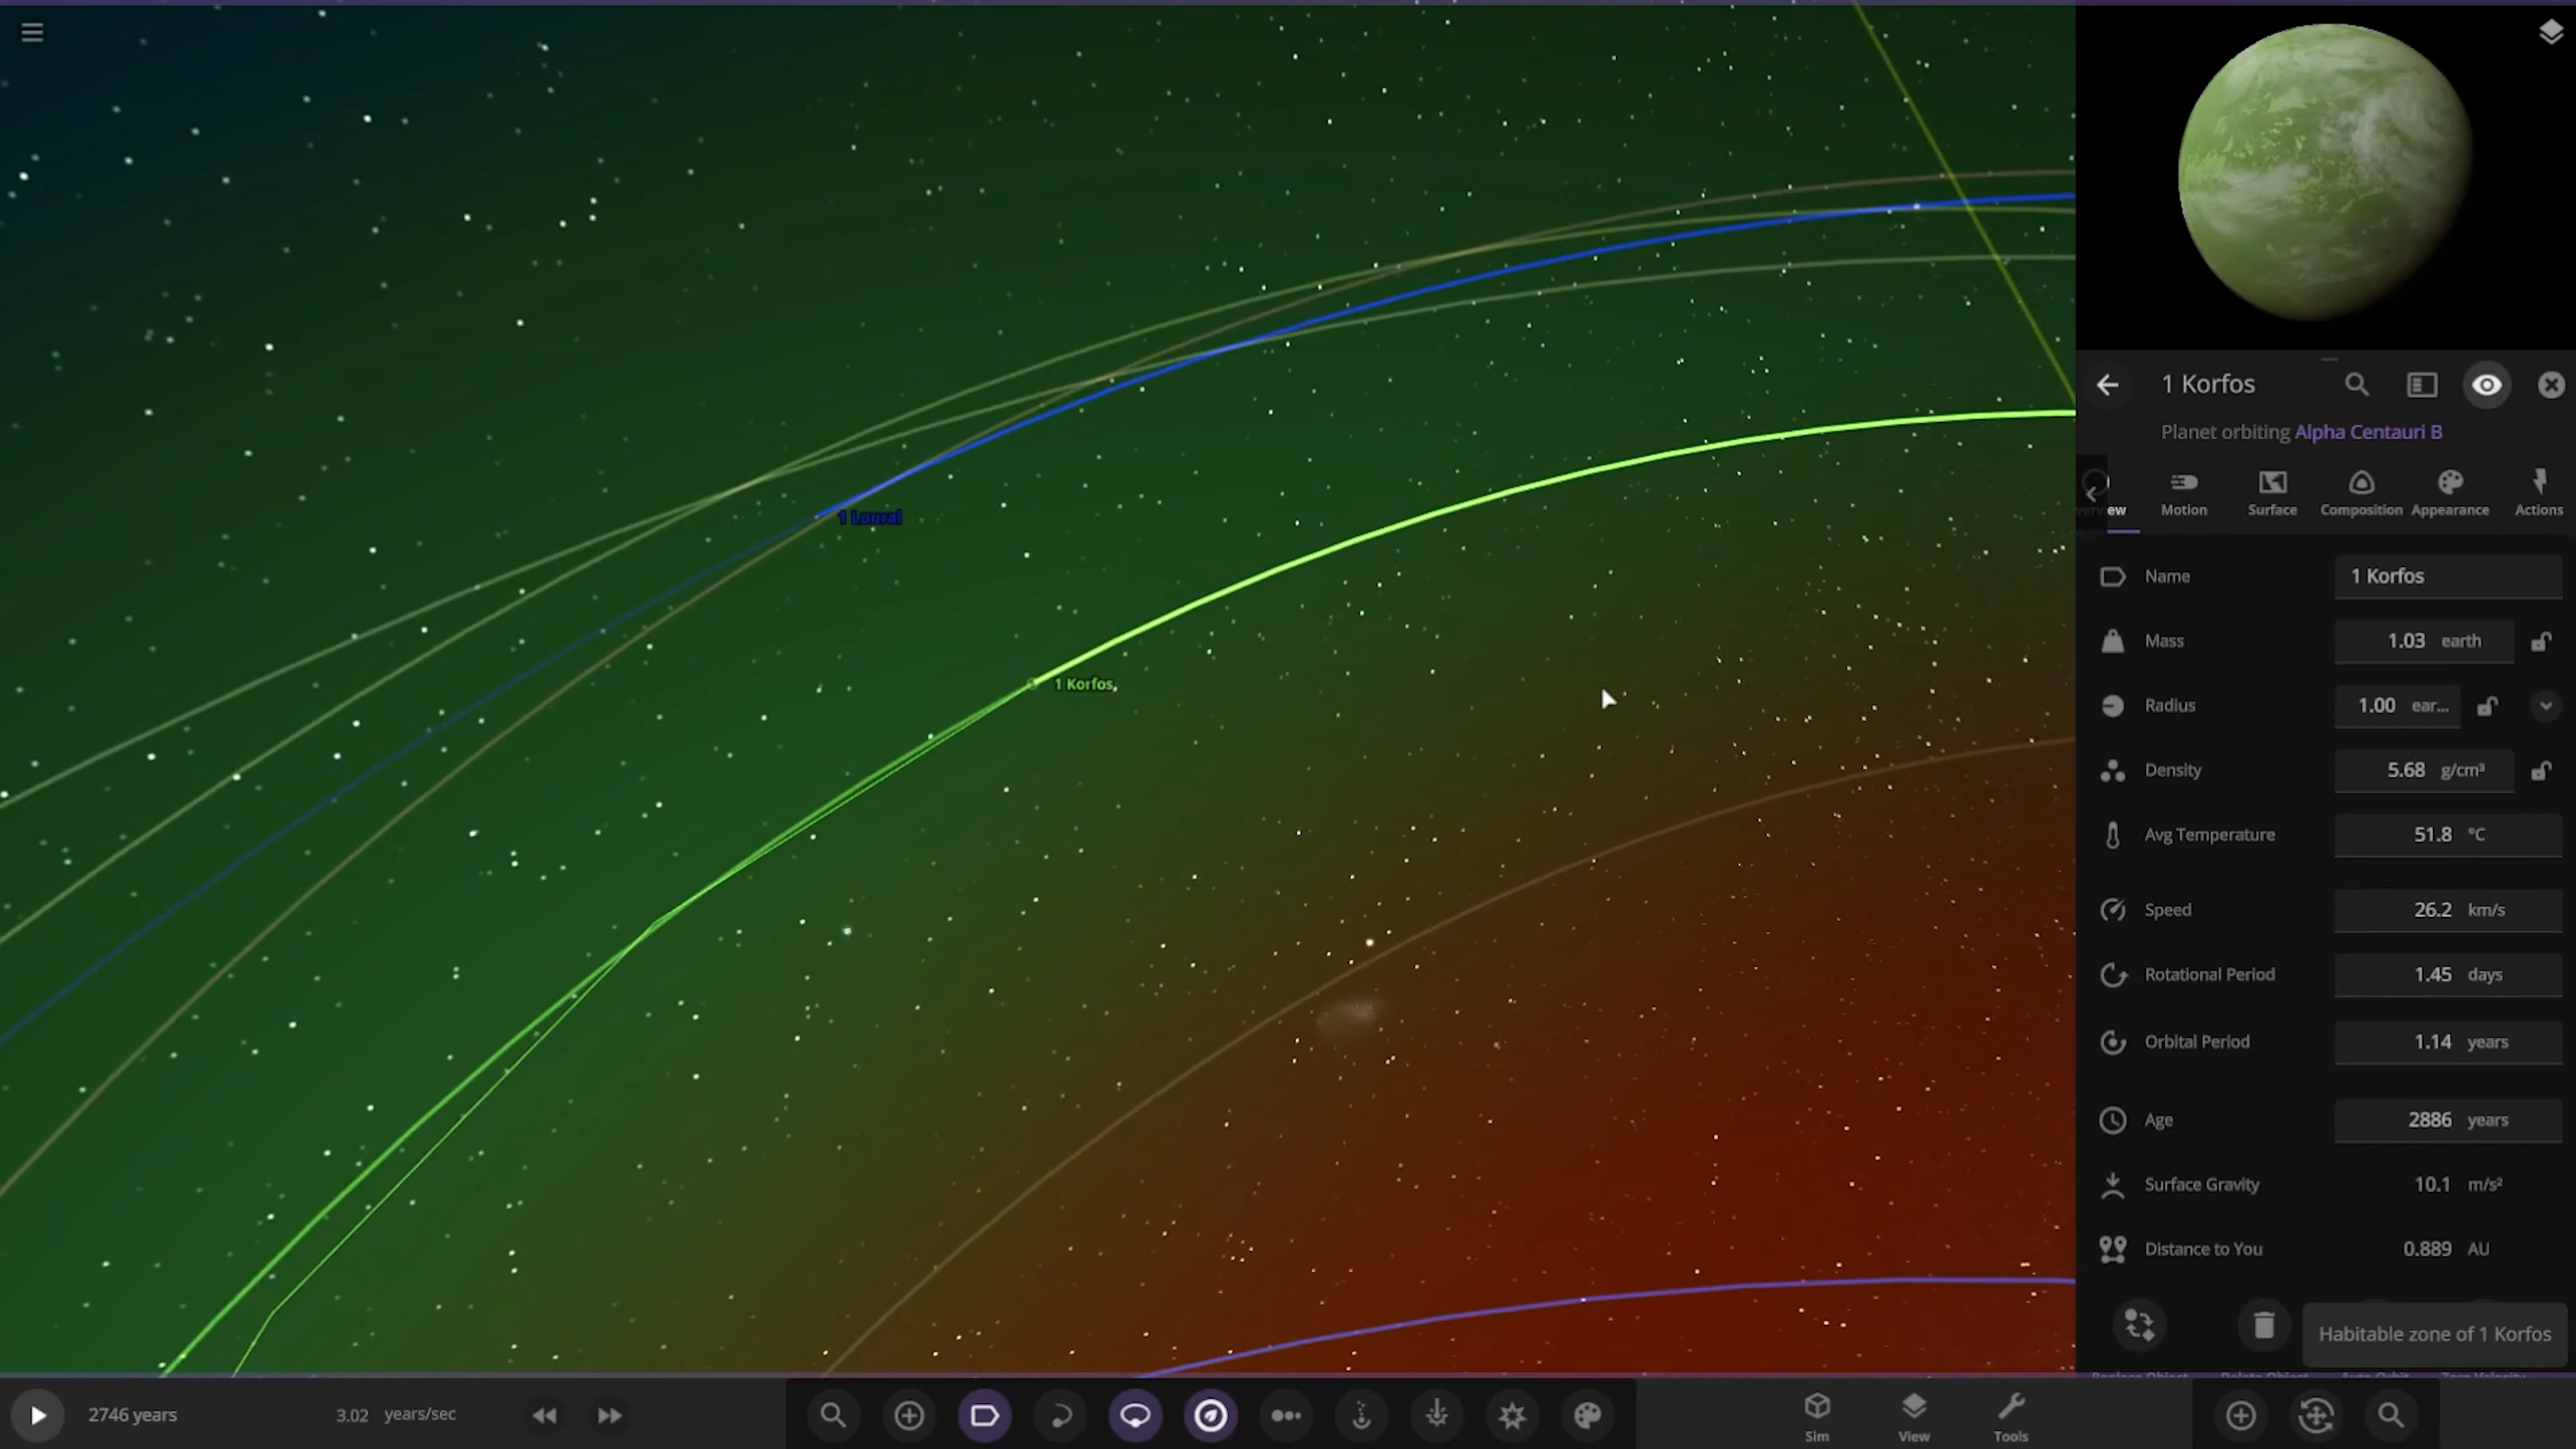 1 Luural
1 Korfos
1 Korfos
Planet orbiting Alpha Centauri B
ew
Motion
Surface
Composition
Appearance
Actions
Name
1 Korfos
Mass
1.03 earth
Radius
1.00 ear...
Density
5.68 g/cm³
Avg Temperature
51.8 °C
Speed
26.2 km/s
Rotational Period
1.45 days
Orbital Period
1.14 years
Age
2886 years
Surface Gravity
10.1 m/s²
Distance to You
0.889 AU
Habitable zone of 1 Korfos
2746 years
3.02 years/sec
Sim
View
Tools